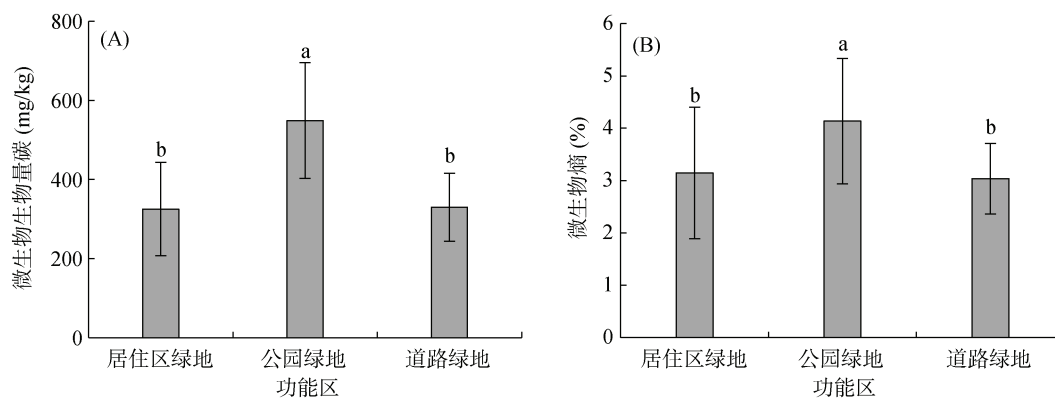 (A)
微生物生物量碳 (mg/kg)
800
600
400
200
0
b
a
b
居住区绿地
公园绿地
道路绿地
功能区
(B)
微生物熵 (%)
6
5
4
3
2
1
0
b
a
b
居住区绿地
公园绿地
道路绿地
功能区